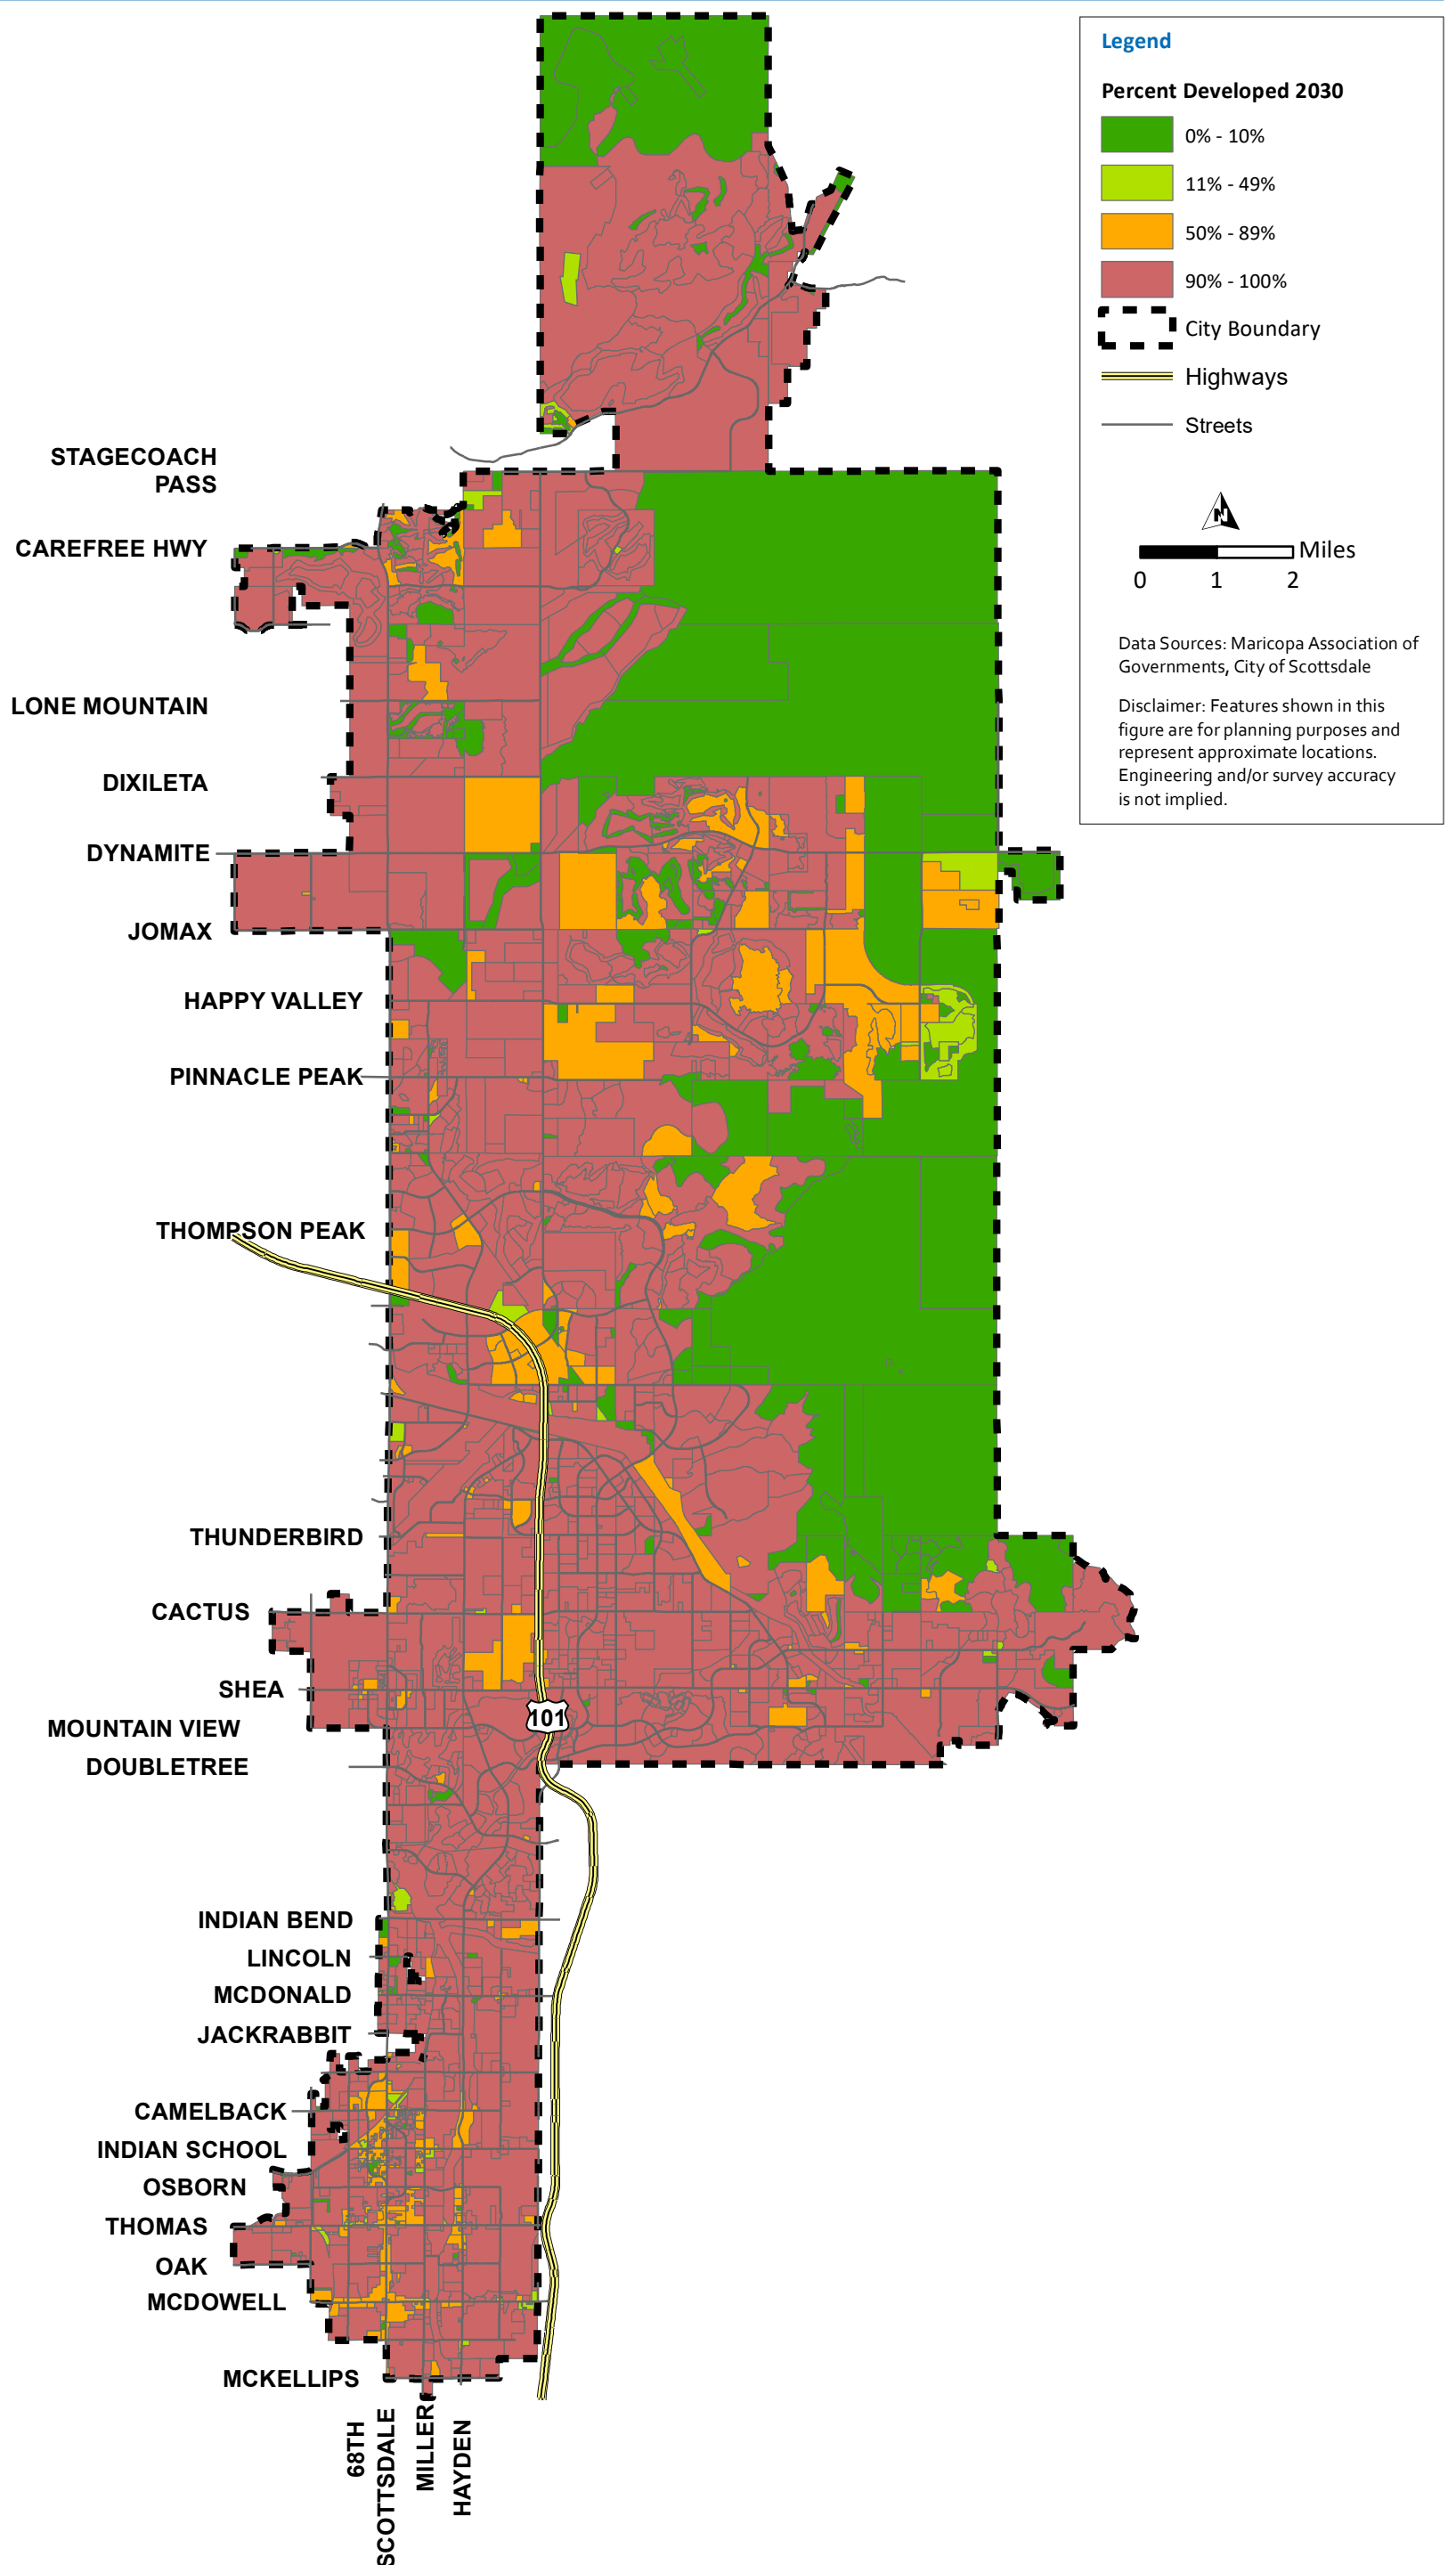 Legend
Percent Developed 2030
0% - 10%
11% - 49%
50% - 89%
90% - 100%
City Boundary
Highways
Streets
N
Miles
0 1 2
Data Sources: Maricopa Association of
Governments, City of Scottsdale
Disclaimer: Features shown in this
figure are for planning purposes and
represent approximate locations.
Engineering and/or survey accuracy
is not implied.
STAGECOACH
PASS
CAREFREE HWY
LONE MOUNTAIN
DIXILETA
DYNAMITE
JOMAX
HAPPY VALLEY
PINNACLE PEAK
THOMPSON PEAK
THUNDERBIRD
CACTUS
SHEA
101
MOUNTAIN VIEW
DOUBLETREE
INDIAN BEND
LINCOLN
MCDONALD
JACKRABBIT
CAMELBACK
INDIAN SCHOOL
OSBORN
THOMAS
OAK
MCDOWELL
MCKELLIPS
68TH
SCOTTSDALE
MILLER
HAYDEN